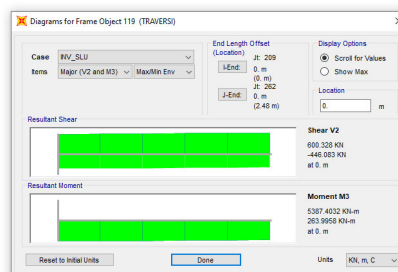 Diagrams for Frame Object 119 (TRAVERSI)
Case
INV_SLU
Items
Major (V2 and M3)
Max/Min Env
End Length Offset
(Location)
I-End:
Jt: 209
0. m
(0. m)
J-End:
Jt: 262
0. m
(2.48 m)
Display Options
Scroll for Values
Show Max
Location
0.
m
Resultant Shear
Shear V2
600.328 KN
-446.083 KN
at 0. m
Resultant Moment
Moment M3
5387.4032 KN-m
263.9958 KN-m
at 0. m
Reset to Initial Units
Done
Units
KN, m, C